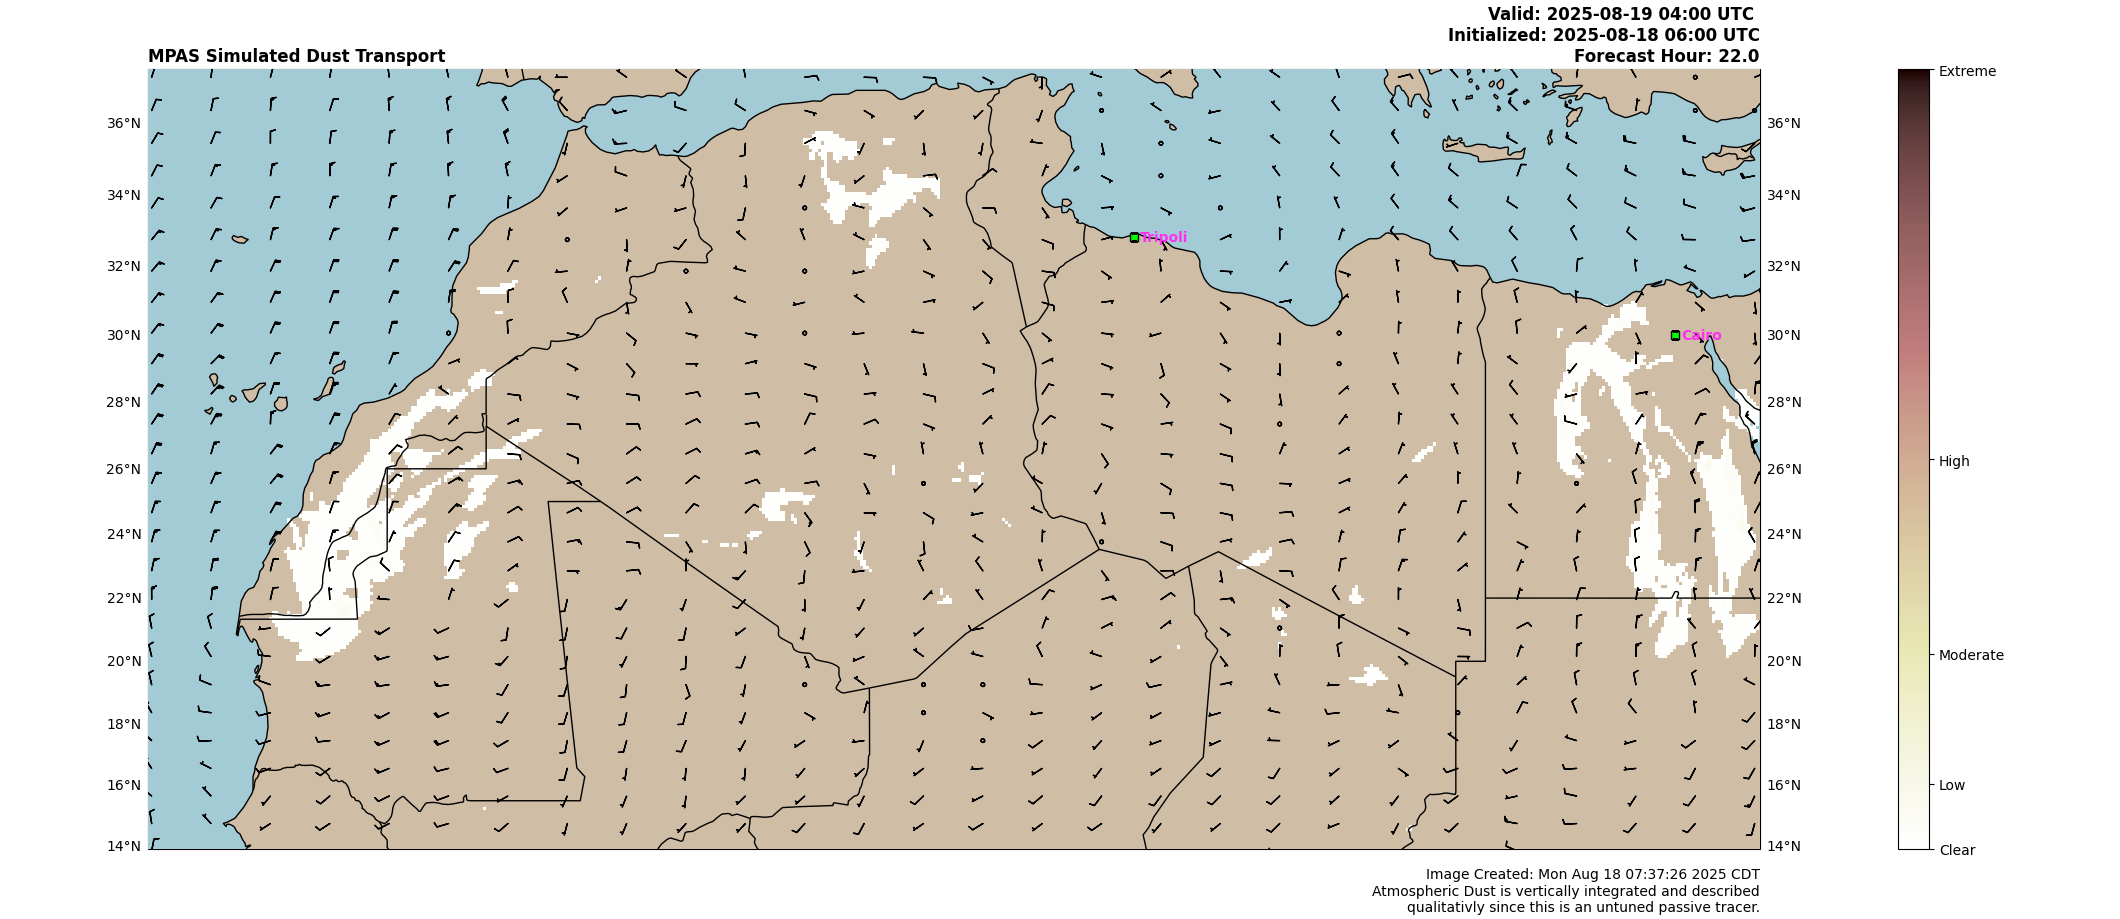 Valid: 2025-08-19 04:00 UTC
Initialized: 2025-08-18 06:00 UTC
MPAS Simulated Dust Transport
Forecast Hour: 22.0
Extreme
36°N
36°N
34°N
34°N
Tripoli
32°N
32°N
30°N
Cairo
30°N
28°N
28°N
26°N
26°N
High
24°N
24°N
22°N
22°N
20°N
20°N
Moderate
18°N
18°N
16°N
16°N
Low
14°N
14°N
Clear
Image Created: Mon Aug 18 07:37:26 2025 CDT
Atmospheric Dust is vertically integrated and described
qualitativly since this is an untuned passive tracer.